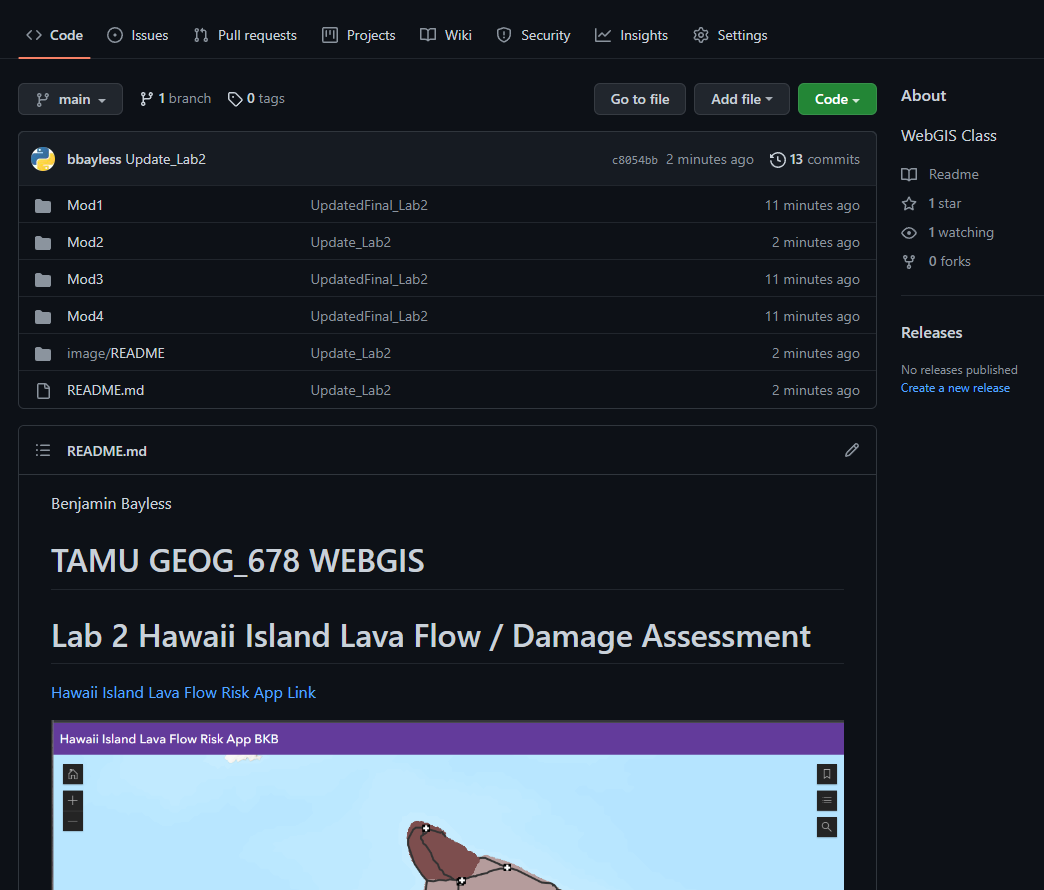 Code Issues Pull requests Projects Wiki Security Insights Settings
main 1 branch 0 tags Go to file Add file Code
bbayless Update_Lab2 c8054bb 2 minutes ago 13 commits
Mod1 UpdatedFinal_Lab2 11 minutes ago
Mod2 Update_Lab2 2 minutes ago
Mod3 UpdatedFinal_Lab2 11 minutes ago
Mod4 UpdatedFinal_Lab2 11 minutes ago
image/README Update_Lab2 2 minutes ago
README.md Update_Lab2 2 minutes ago
README.md
Benjamin Bayless
TAMU GEOG_678 WEBGIS
Lab 2 Hawaii Island Lava Flow / Damage Assessment
Hawaii Island Lava Flow Risk App Link
Hawaii Island Lava Flow Risk App BKB
About
WebGIS Class
Readme
1 star
1 watching
0 forks
Releases
No releases published
Create a new release